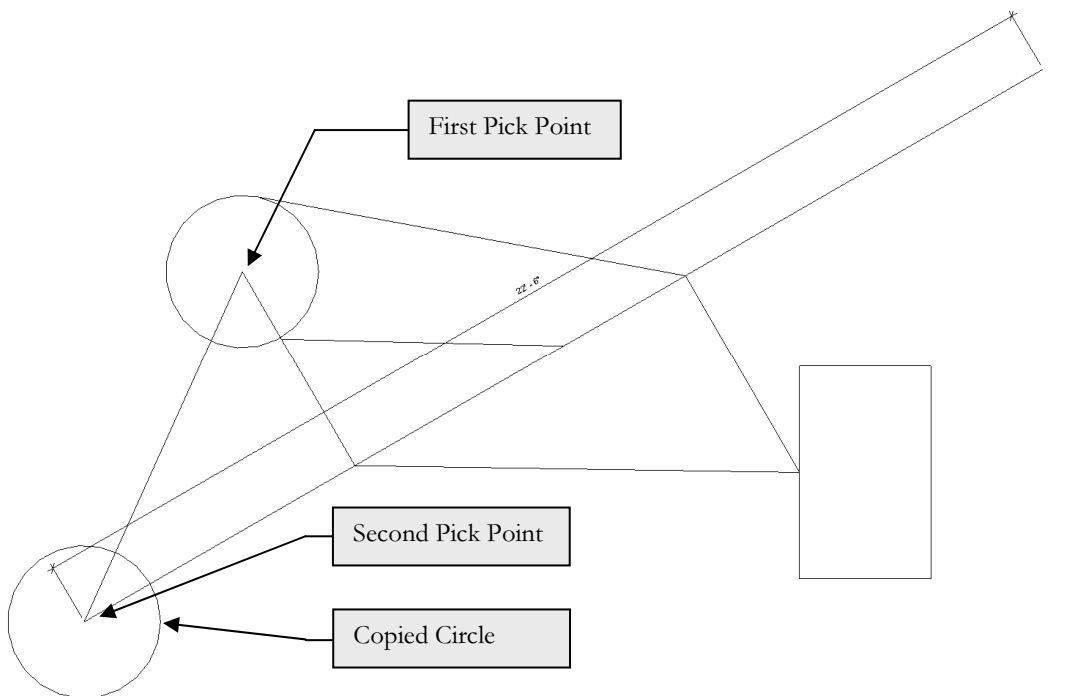 First Pick Point
22' - 6"
Second Pick Point
Copied Circle